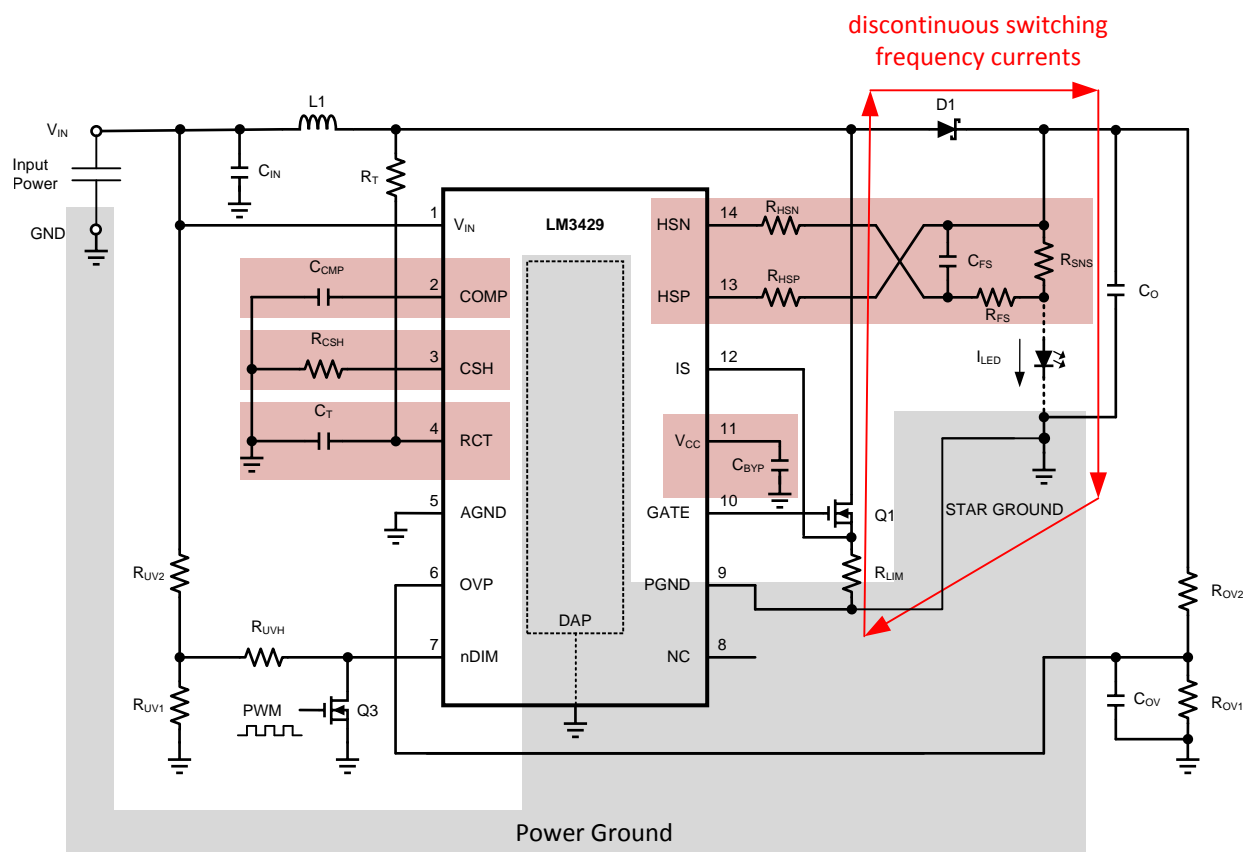 discontinuous switching
frequency currents
L1
D1
VIN
Input
Power
CIN
RT
GND
1
VIN
LM3429
HSN
14
RHSN
CFS
RSNS
CO
CCMP
2
COMP
HSP
13
RHSP
RFS
RCSH
3
CSH
IS
12
ILED
CT
4
RCT
VCC
11
CBYP
5
AGND
GATE
10
Q1
STAR GROUND
RUV2
6
OVP
PGND
9
RLIM
ROV2
DAP
RUVH
7
nDIM
NC
8
RUV1
PWM
Q3
COV
ROV1
Power Ground